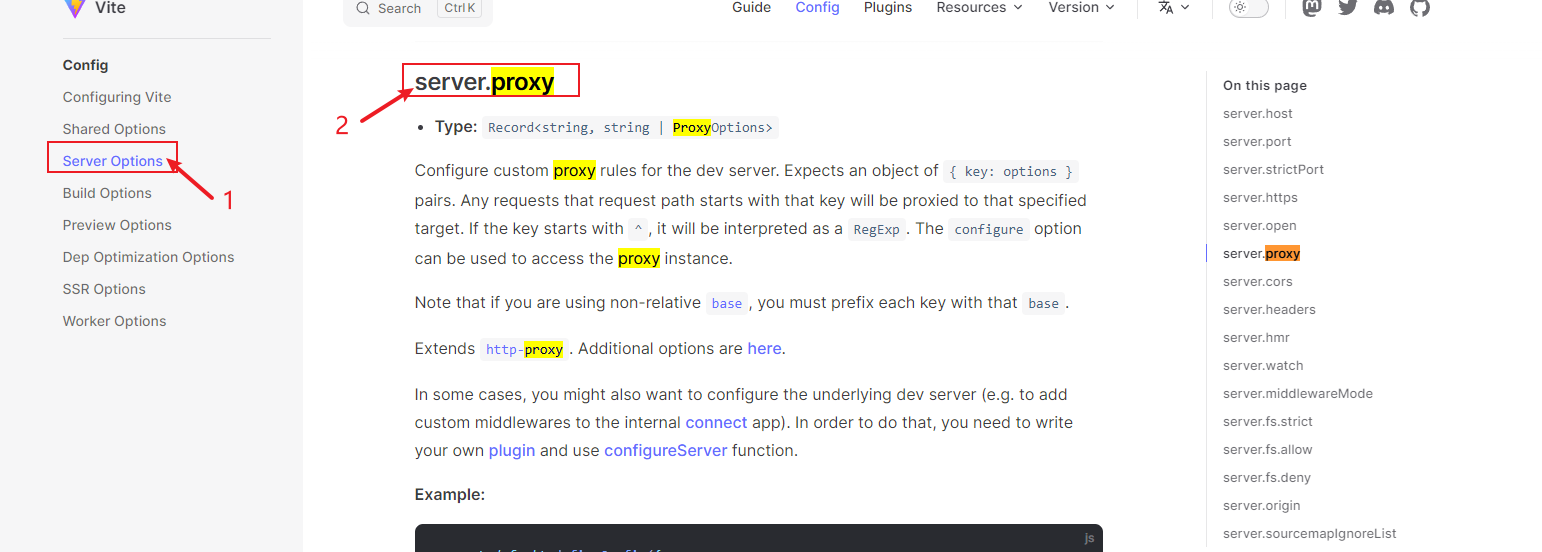 Vite
Search Ctrl K
Guide Config Plugins Resources Version
Config
Configuring Vite
Shared Options
Server Options
Build Options
Preview Options
Dep Optimization Options
SSR Options
Worker Options
1
2
server.proxy
Type: Record<string, string | ProxyOptions>
Configure custom proxy rules for the dev server. Expects an object of { key: options }
pairs. Any requests that request path starts with that key will be proxied to that specified
target. If the key starts with ^ , it will be interpreted as a RegExp . The configure option
can be used to access the proxy instance.
Note that if you are using non-relative base , you must prefix each key with that base .
Extends http-proxy . Additional options are here.
In some cases, you might also want to configure the underlying dev server (e.g. to add
custom middlewares to the internal connect app). In order to do that, you need to write
your own plugin and use configureServer function.
Example:
js
On this page
server.host
server.port
server.strictPort
server.https
server.open
server.proxy
server.cors
server.headers
server.hmr
server.watch
server.middlewareMode
server.fs.strict
server.fs.allow
server.fs.deny
server.origin
server.sourcemapIgnoreList